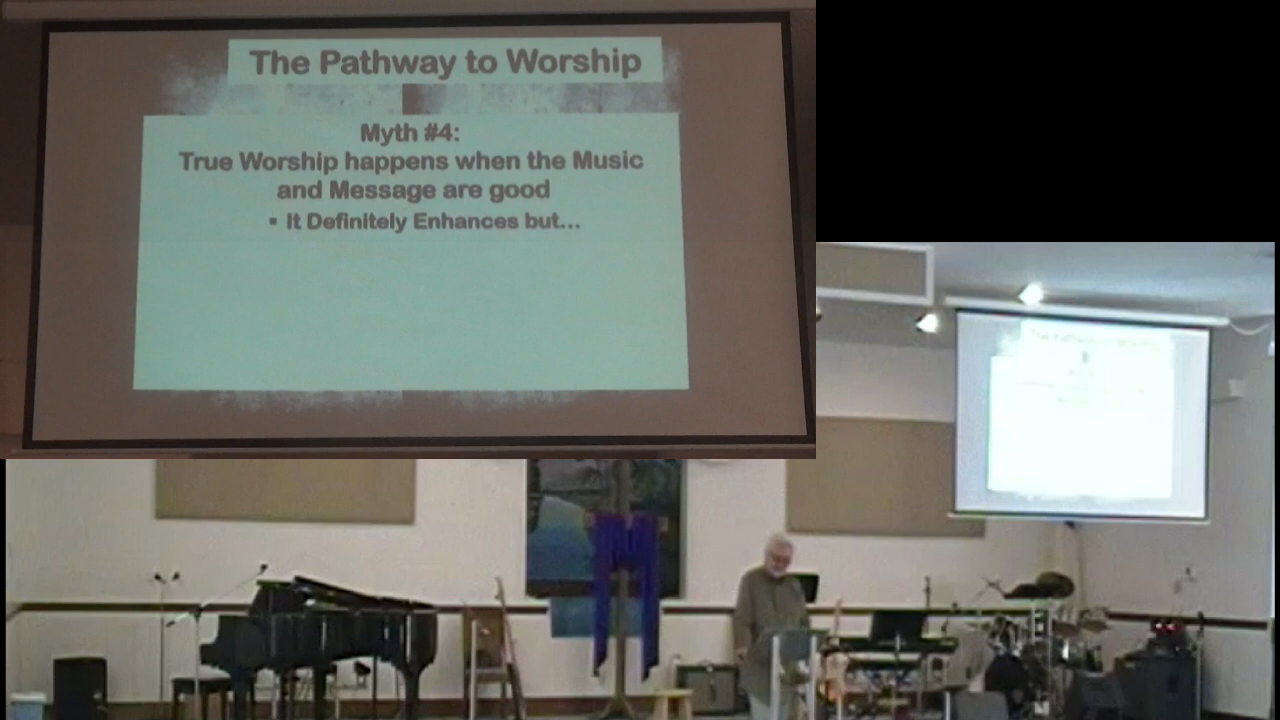 The Pathway to Worship
Myth #4:
True Worship happens when the Music
and Message are good
▪ It Definitely Enhances but...